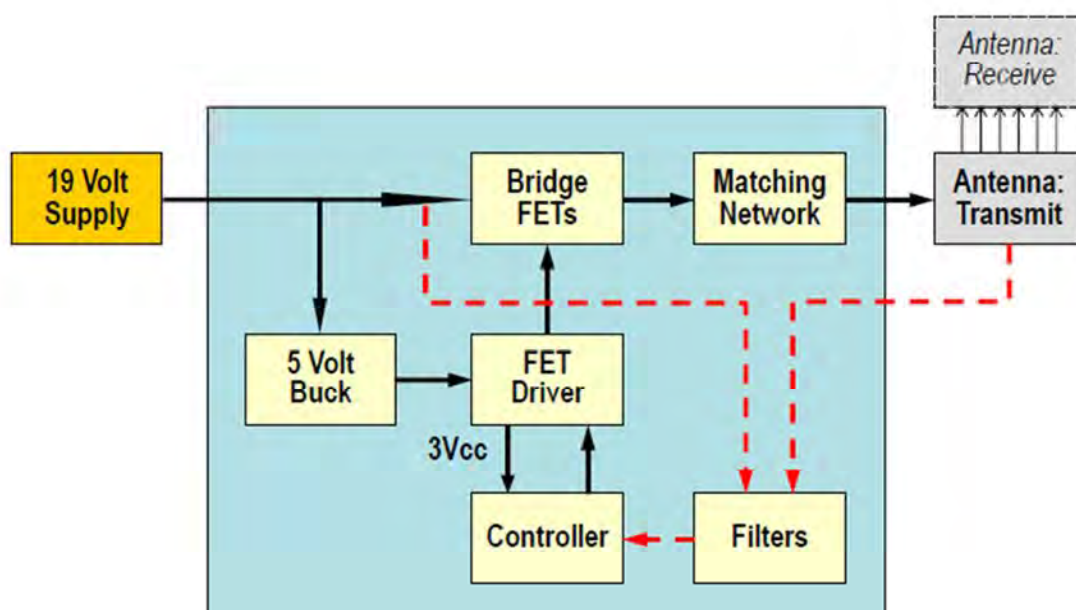 Antenna:
Receive
19 Volt
Supply
Bridge
FETs
Matching
Network
Antenna:
Transmit
5 Volt
Buck
FET
Driver
3Vcc
Controller
Filters